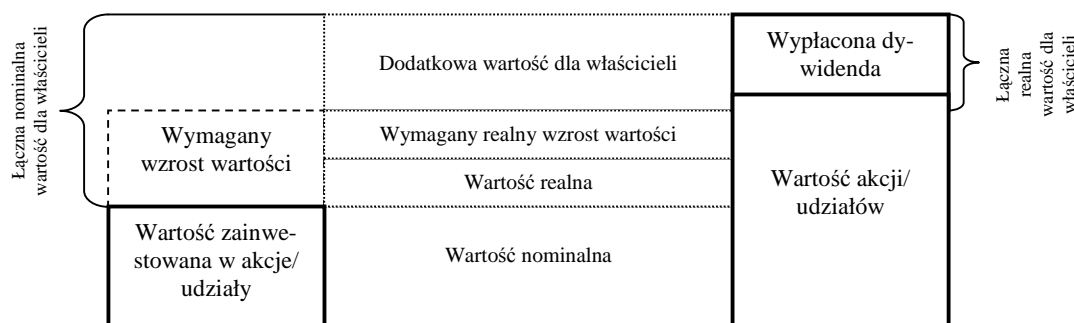 Łączna nominalna
wartość dla właścicieli
Wymagany
wzrost wartości
Wartość zainwe-
stowana w akcje/
udziały
Dodatkowa wartość dla właścicieli
Wymagany realny wzrost wartości
Wartość realna
Wartość nominalna
Wypłacona dy-
widenda
Wartość akcji/
udziałów
Łączna
realna
wartość dla
właścicieli